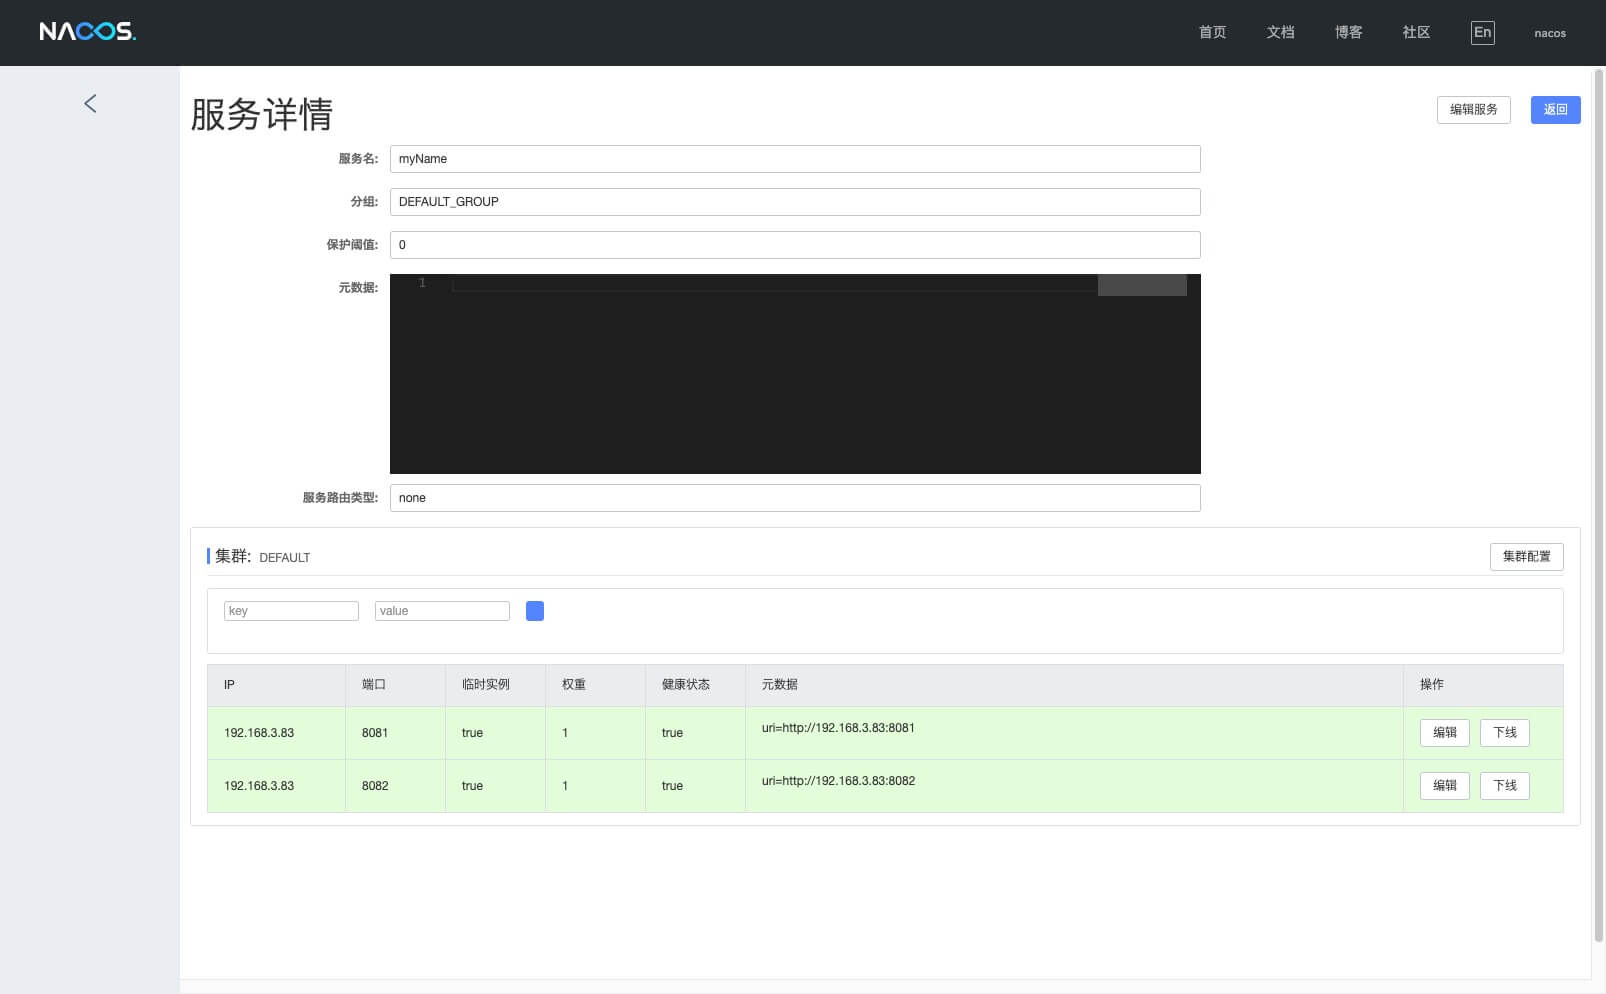 NACOS.
首页 文档 博客 社区 En nacos
服务详情 编辑服务 返回
服务名: myName
分组: DEFAULT_GROUP
保护阈值: 0
元数据: 1
服务路由类型: none
集群: DEFAULT 集群配置
key value
IP 端口 临时实例 权重 健康状态 元数据 操作
192.168.3.83 8081 true 1 true uri=http://192.168.3.83:8081 编辑 下线
192.168.3.83 8082 true 1 true uri=http://192.168.3.83:8082 编辑 下线